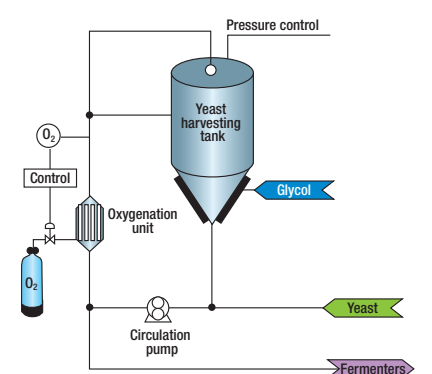 Pressure control
Yeast
harvesting
tank
O₂
Control
Glycol
Oxygenation
unit
O₂
Yeast
Circulation
pump
Fermenters